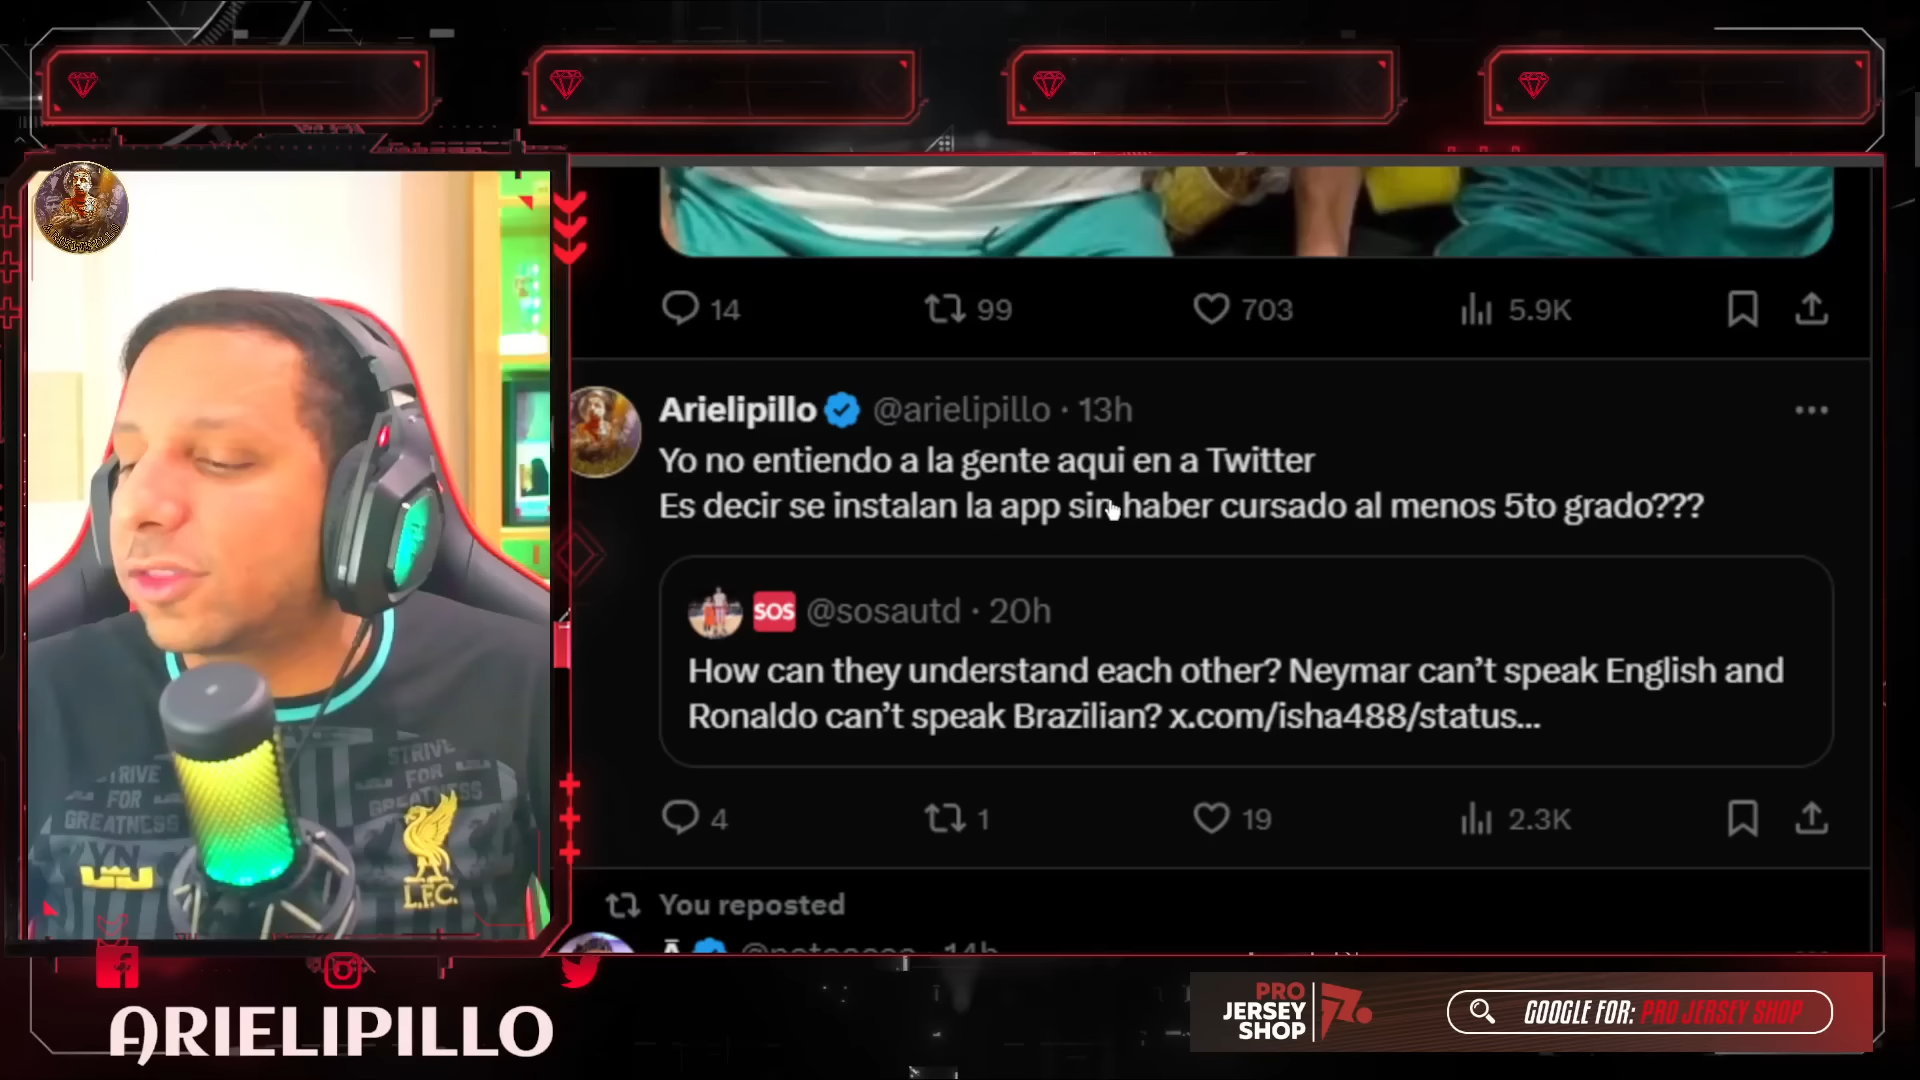 14 99 703 5.9K
Arielipillo @arielipillo · 13h
Yo no entiendo a la gente aqui en a Twitter
Es decir se instalan la app sin haber cursado al menos 5to grado???
SOS @sosautd · 20h
How can they understand each other? Neymar can't speak English and
Ronaldo can't speak Brazilian? x.com/isha488/status...
4 1 19 2.3K
You reposted
STRIVE
FOR
GREATNESS
STRIVE
FOR
GREATNESS
L.F.C.
ARIELIPILLO
PRO
JERSEY
SHOP
GOOGLE FOR: PRO JERSEY SHOP